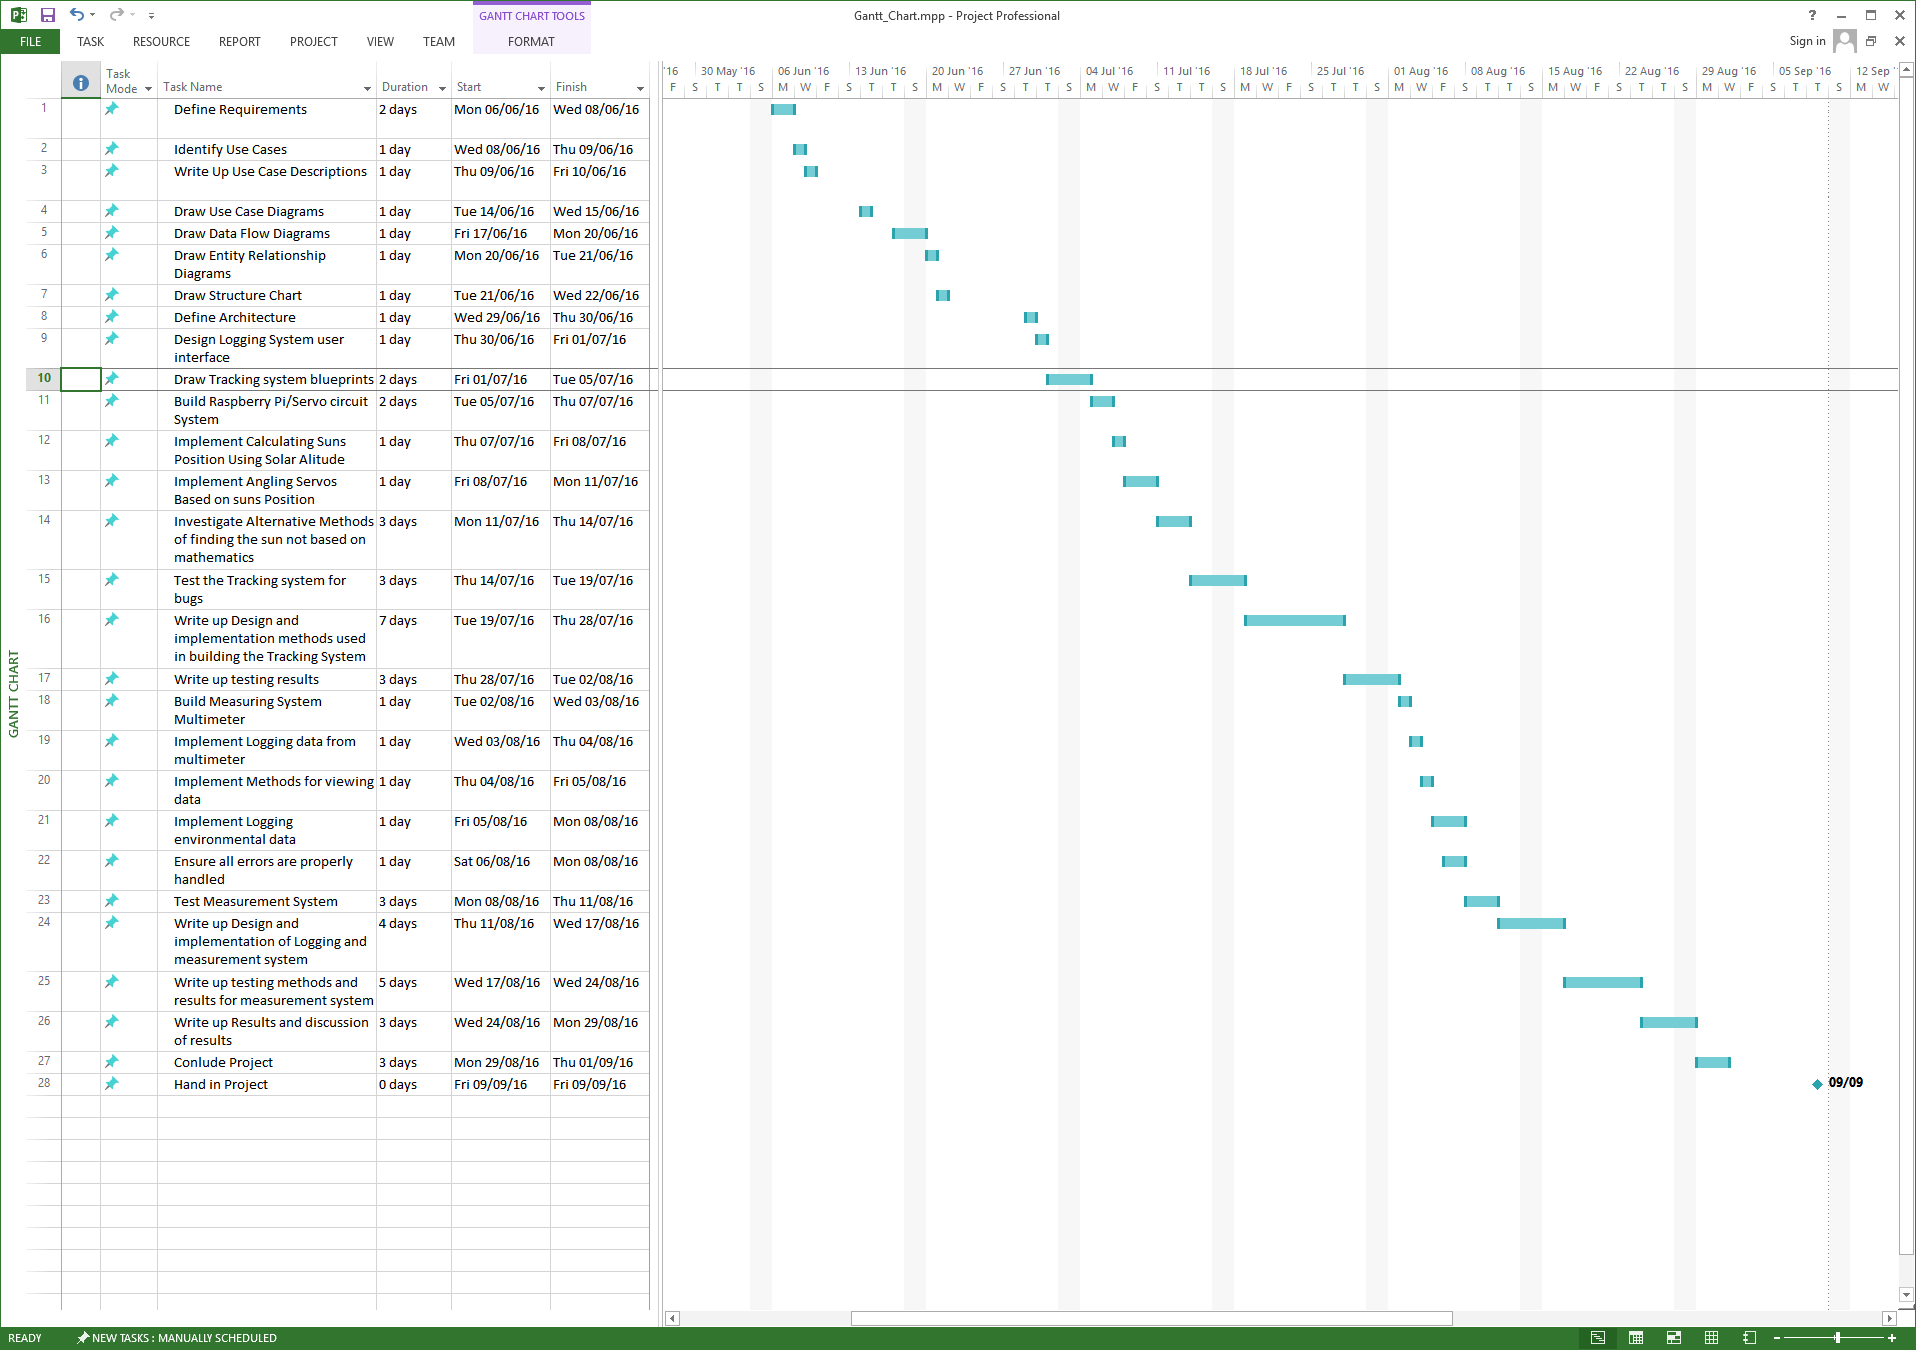 GANTT CHART TOOLS
Gantt_Chart.mpp - Project Professional
?
FILE TASK RESOURCE REPORT PROJECT VIEW TEAM FORMAT
Sign in
Task Mode Task Name Duration Start Finish
'16 30 May '16 06 Jun '16 13 Jun '16 20 Jun '16 27 Jun '16 04 Jul '16 11 Jul '16 18 Jul '16 25 Jul '16 01 Aug '16 08 Aug '16 15 Aug '16 22 Aug '16 29 Aug '16 05 Sep '16 12 Sep '
F S T T S M W F S T T S M W F S T T S M W F S T T S M W F S T T S M W F S T T S M W F S T T S M W F S T T S M W
1 Define Requirements 2 days Mon 06/06/16 Wed 08/06/16
2 Identify Use Cases 1 day Wed 08/06/16 Thu 09/06/16
3 Write Up Use Case Descriptions 1 day Thu 09/06/16 Fri 10/06/16
4 Draw Use Case Diagrams 1 day Tue 14/06/16 Wed 15/06/16
5 Draw Data Flow Diagrams 1 day Fri 17/06/16 Mon 20/06/16
6 Draw Entity Relationship 1 day Mon 20/06/16 Tue 21/06/16
Diagrams
7 Draw Structure Chart 1 day Tue 21/06/16 Wed 22/06/16
8 Define Architecture 1 day Wed 29/06/16 Thu 30/06/16
9 Design Logging System user 1 day Thu 30/06/16 Fri 01/07/16
interface
10 Draw Tracking system blueprints 2 days Fri 01/07/16 Tue 05/07/16
11 Build Raspberry Pi/Servo circuit 2 days Tue 05/07/16 Thu 07/07/16
System
12 Implement Calculating Suns 1 day Thu 07/07/16 Fri 08/07/16
Position Using Solar Alitude
13 Implement Angling Servos 1 day Fri 08/07/16 Mon 11/07/16
Based on suns Position
14 Investigate Alternative Methods 3 days Mon 11/07/16 Thu 14/07/16
of finding the sun not based on
mathematics
15 Test the Tracking system for 3 days Thu 14/07/16 Tue 19/07/16
bugs
16 Write up Design and 7 days Tue 19/07/16 Thu 28/07/16
implementation methods used
in building the Tracking System
17 Write up testing results 3 days Thu 28/07/16 Tue 02/08/16
18 Build Measuring System 1 day Tue 02/08/16 Wed 03/08/16
Multimeter
19 Implement Logging data from 1 day Wed 03/08/16 Thu 04/08/16
multimeter
20 Implement Methods for viewing 1 day Thu 04/08/16 Fri 05/08/16
data
21 Implement Logging 1 day Fri 05/08/16 Mon 08/08/16
environmental data
22 Ensure all errors are properly 1 day Sat 06/08/16 Mon 08/08/16
handled
23 Test Measurement System 3 days Mon 08/08/16 Thu 11/08/16
24 Write up Design and 4 days Thu 11/08/16 Wed 17/08/16
implementation of Logging and
measurement system
25 Write up testing methods and 5 days Wed 17/08/16 Wed 24/08/16
results for measurement system
26 Write up Results and discussion 3 days Wed 24/08/16 Mon 29/08/16
of results
27 Conlude Project 3 days Mon 29/08/16 Thu 01/09/16
28 Hand in Project 0 days Fri 09/09/16 Fri 09/09/16 09/09
GANTT CHART
READY NEW TASKS : MANUALLY SCHEDULED